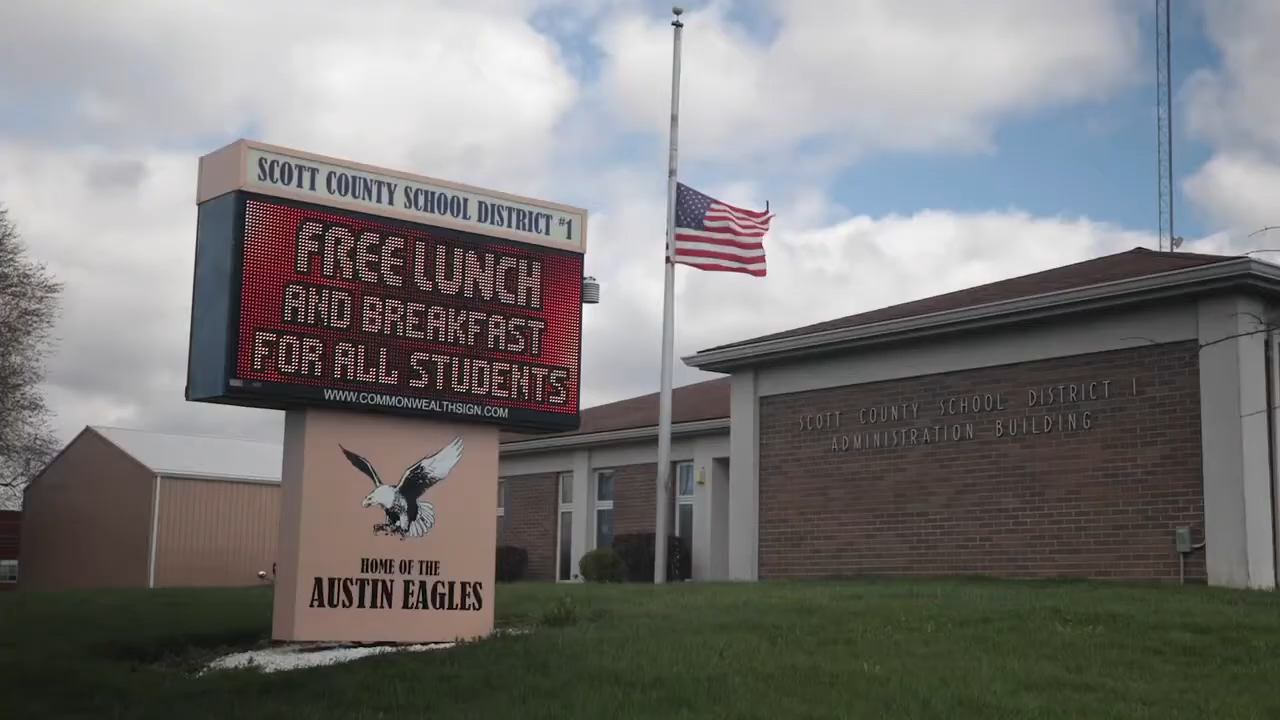 SCOTT COUNTY SCHOOL DISTRICT #1
FREE LUNCH
AND BREAKFAST
FOR ALL STUDENTS
WWW.COMMONWEALTHSIGN.COM
HOME OF THE
AUSTIN EAGLES
SCOTT COUNTY SCHOOL DISTRICT 1
ADMINISTRATION BUILDING